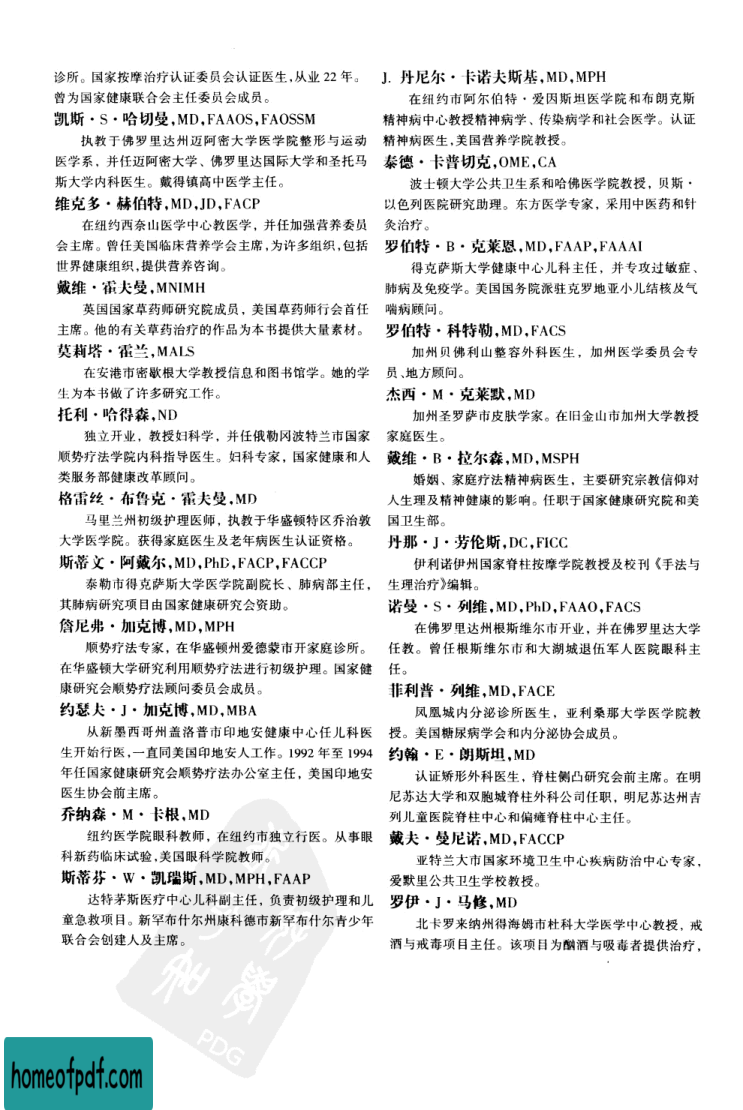 诊所。国家按摩治疗认证委员会认证医生,从业 22 年。
曾为国家健康联合会主任委员会成员。
凯斯·S·哈切曼,MD,FAAOS,FAOSSM
执教于佛罗里达州迈阿密大学医学院整形与运动
医学系、并任迈阿密大学、佛罗里达国际大学和圣托马
斯大学内科医生。戴得镇高中医学主任。
维克多·赫伯特,MD,JD,FACP
在纽约西奈山医学中心教医学，并任加强营养委员
会主席。曾任美国临床营养学会主席,为许多组织,包括
世界健康组织,提供营养咨询。
戴维·霍夫曼,MNIMH
英国国家草药师研究院成员，美国草药师行会首任
主席。他的有关草药治疗的作品为本书提供大量素材。
莫莉塔·霍兰,MALS
在安港市密歇根大学教授信息和图书馆学。她的学
生为本书做了许多研究工作。
托利·哈得森,ND
独立开业，教授妇科学，并任俄勒冈波特兰市国家
顺势疗法学院内科指导医生。妇科专家，国家健康和人
类服务部健康改革顾问。
格雷丝·布鲁克·霍夫曼,MD
马里兰州初级护理医师，执教于华盛顿特区乔治敦
大学医学院。获得家庭医生及老年病医生认证资格。
斯蒂文·阿戴尔,MD,PhD,FACP,FACCP
泰勒市得克萨斯大学医学院副院长、肺病部主任，
其肺病研究项目由国家健康研究会资助。
詹尼弗·加克博,MD,MPH
顺势疗法专家，在华盛顿州爱德蒙市开家庭诊所。
在华盛顿大学研究利用顺势疗法进行初级护理。国家健
康研究会顺势疗法顾问委员会成员。
约瑟夫·J·加克博,MD,MBA
从新墨西哥州盖洛普市印地安健康中心任儿科医
生开始行医,一直同美国印地安人工作。1992 年至 1994
年任国家健康研究会顺势疗法办公室主任，美国印地安
医生协会前主席。
乔纳森·M·卡根,MD
纽约医学院眼科教师，在纽约市独立行医。从事眼
科新药临床试验,美国眼科学院教师。
斯蒂芬·W·凯瑞斯,MD,MPH,FAAP
达特茅斯医疗中心儿科副主任，负责初级护理和儿
童急救项目。新罕布什尔州康科德市新罕布什尔青少年
联合会创建人及主席。
J. 丹尼尔·卡诺夫斯基,MD,MPH
在纽约市阿尔伯特·爱因斯坦医学院和布朗克斯
精神病中心教授精神病学、传染病学和社会医学。认证
精神病医生,美国营养学院教授。
泰德·卡普切克,OME,CA
波士顿大学公共卫生系和哈佛医学院教授，贝斯·
以色列医院研究助理。东方医学专家，采用中医药和针
灸治疗。
罗伯特·B·克莱恩,MD,FAAP,FAAAI
得克萨斯大学健康中心儿科主任，并专攻过敏症、
肺病及免疫学。美国国务院派驻克罗地亚小儿结核及气
喘病顾问。
罗伯特·科特勒,MD,FACS
加州贝佛利山整容外科医生，加州医学委员会专
员、地方顾问。
杰西·M·克莱默,MD
加州圣罗萨市皮肤学家。在旧金山市加州大学教授
家庭医生。
戴维·B·拉尔森,MD,MSPH
婚姻、家庭疗法精神病医生，主要研究宗教信仰对
人生理及精神健康的影响。任职于国家健康研究院和美
国卫生部。
丹那·J·劳伦斯,DC,FICC
伊利诺伊州国家脊柱按摩学院教授及校刊《手法与
生理治疗》编辑。
诺曼·S·列维,MD,PhD,FAAO,FACS
在佛罗里达州根斯维尔市开业，并在佛罗里达大学
任教。曾任根斯维尔市和大湖城退伍军人医院眼科主
任。
菲利普·列维,MD,FACE
凤凰城内分泌诊所医生，亚利桑那大学医学院教
授。美国糖尿病学会和内分泌协会成员。
约翰·E·朗斯坦,MD
认证矫形外科医生，脊柱侧凸研究会前主席。在明
尼苏达大学和双胞城脊柱外科公司任职，明尼苏达州吉
列儿童医院脊柱中心和偏瘫脊柱中心主任。
戴夫·曼尼诺,MD,FACCP
亚特兰大市国家环境卫生中心疾病防治中心专家，
爱默里公共卫生学校教授。
罗伊·J·马修,MD
北卡罗来纳州得海姆市杜科大学医学中心教授，戒
酒与戒毒项目主任。该项目为酗酒与吸毒者提供治疗，
PDG
homeofpdf.com